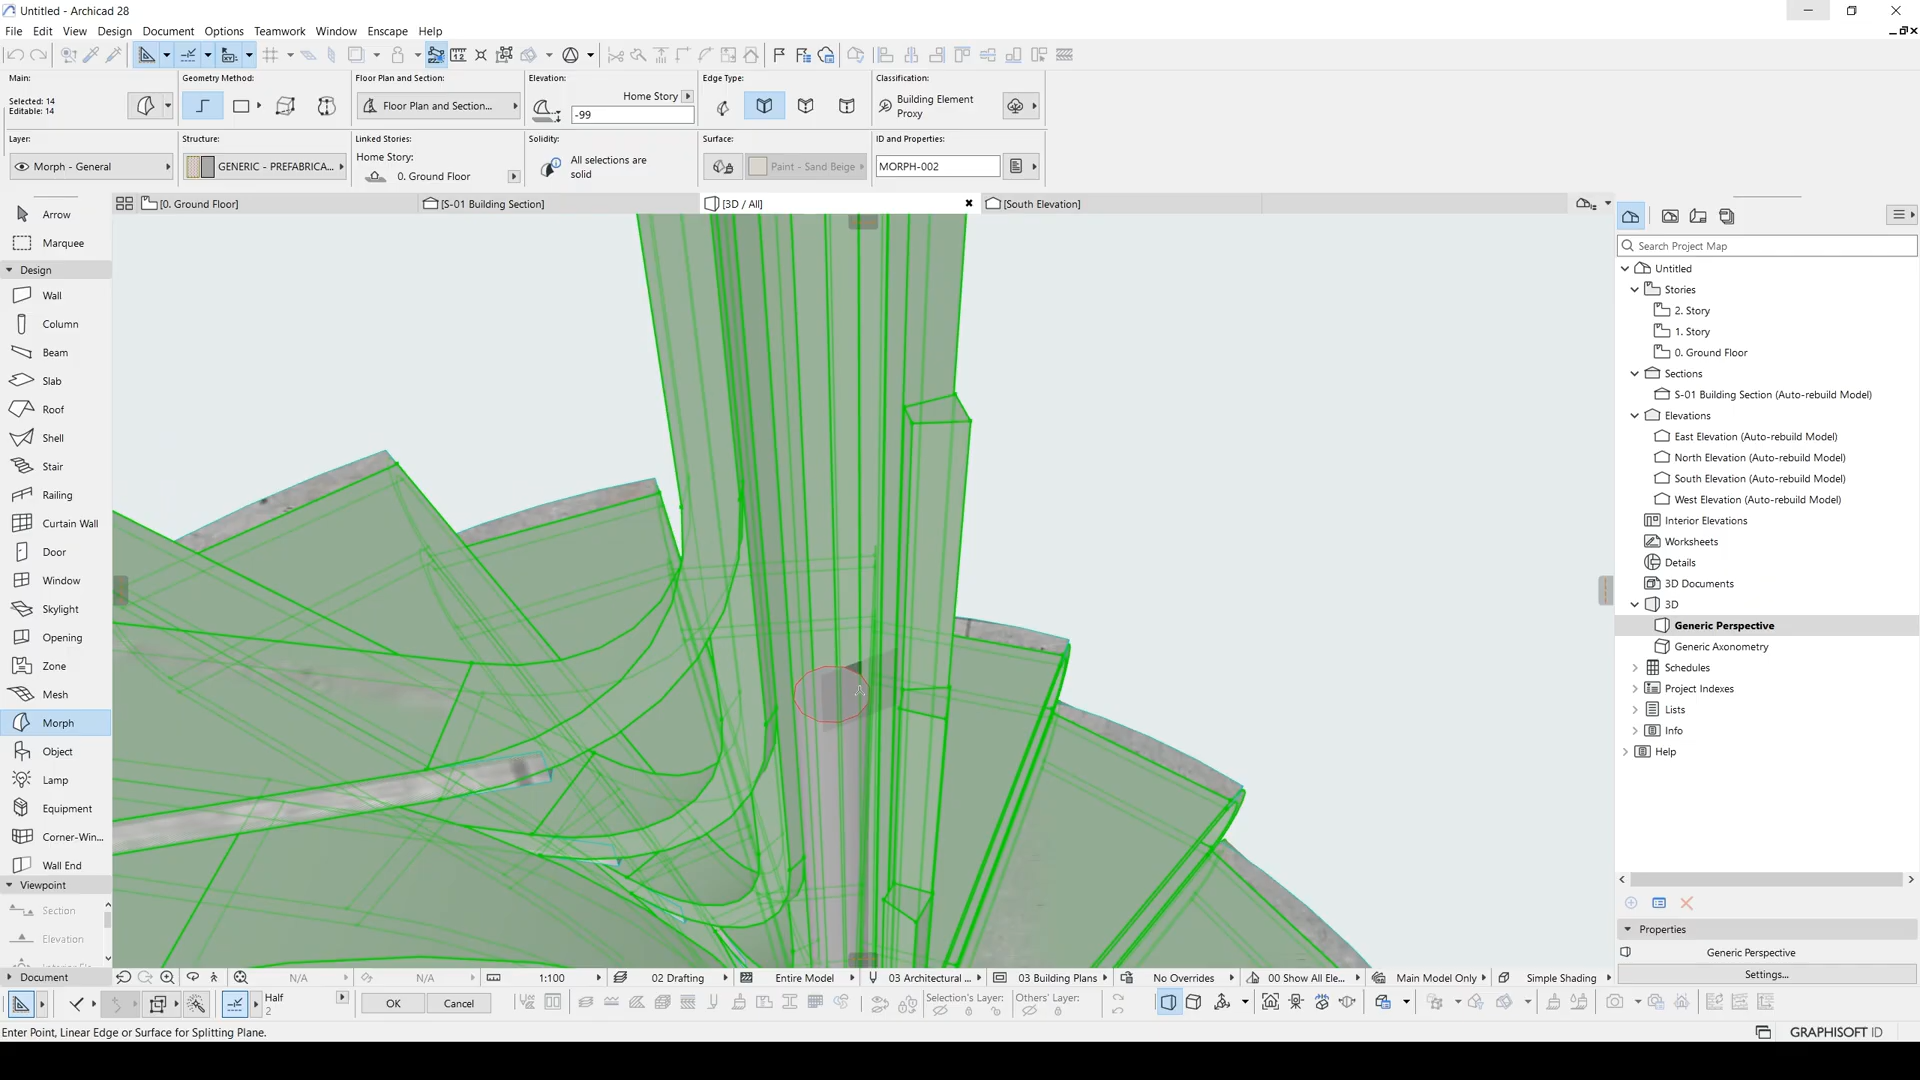 Untitled - Archicad 28
File Edit View Design Document Options Teamwork Window Enscape Help
Main: Geometry Method: Floor Plan and Section: Elevation: Edge Type: Classification:
Selected: 14
Editable: 14
Floor Plan and Section...
Home Story
-99
Building Element
Proxy
Layer: Structure: Linked Stories: Solidity: Surface: ID and Properties:
Morph - General
GENERIC - PREFABRICA...
Home Story:
0. Ground Floor
All selections are
solid
Paint - Sand Beige
MORPH-002
[0. Ground Floor]
[S-01 Building Section]
[3D / All]
[South Elevation]
Arrow
Marquee
Design
Wall
Column
Beam
Slab
Roof
Shell
Stair
Railing
Curtain Wall
Door
Window
Skylight
Opening
Zone
Mesh
Morph
Object
Lamp
Equipment
Corner-Win...
Wall End
Viewpoint
Section
Elevation
Document
Search Project Map
Untitled
Stories
2. Story
1. Story
0. Ground Floor
Sections
S-01 Building Section (Auto-rebuild Model)
Elevations
East Elevation (Auto-rebuild Model)
North Elevation (Auto-rebuild Model)
South Elevation (Auto-rebuild Model)
West Elevation (Auto-rebuild Model)
Interior Elevations
Worksheets
Details
3D Documents
3D
Generic Perspective
Generic Axonometry
Schedules
Project Indexes
Lists
Info
Help
Properties
Generic Perspective
Settings...
N/A N/A 1:100 02 Drafting Entire Model 03 Architectural ... 03 Building Plans No Overrides 00 Show All Ele... Main Model Only Simple Shading
Half
2
OK Cancel
Selection's Layer: Others' Layer:
Enter Point, Linear Edge or Surface for Splitting Plane.
GRAPHISOFT ID